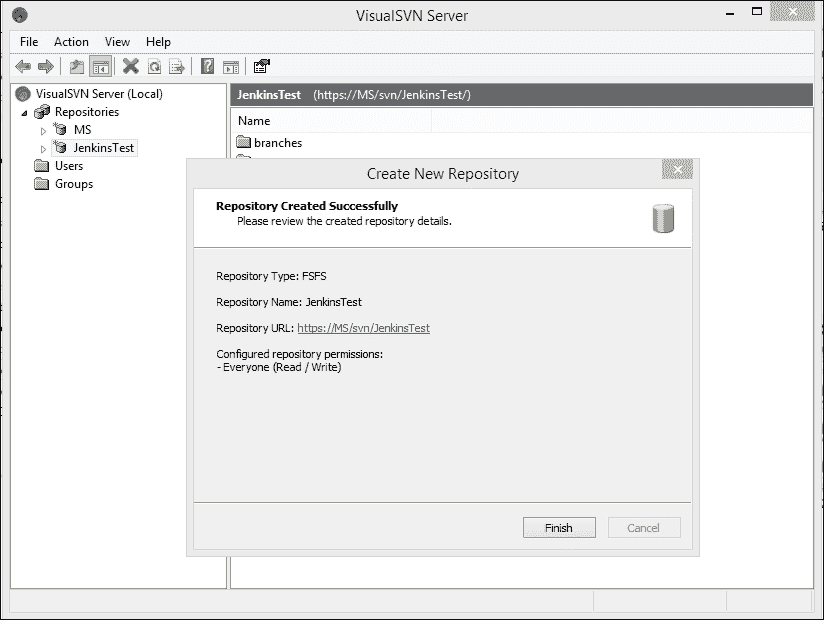 VisualSVN Server
File Action View Help
VisualSVN Server (Local)
Repositories
MS
JenkinsTest
Users
Groups
JenkinsTest (https://MS/svn/JenkinsTest/)
Name
branches
Create New Repository
Repository Created Successfully
Please review the created repository details.
Repository Type: FSFS
Repository Name: JenkinsTest
Repository URL: https://MS/svn/JenkinsTest
Configured repository permissions:
- Everyone (Read / Write)
Finish Cancel